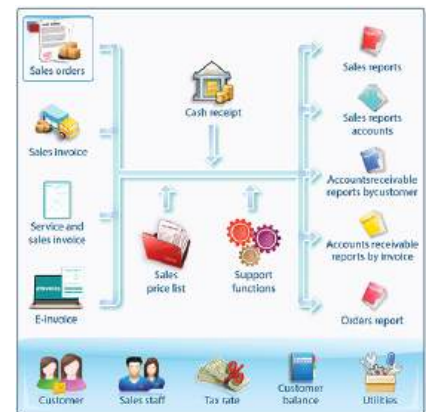 Sales orders
Cash receipt
Sales reports
Sales invoice
Sales reports
accounts
Service and
sales invoice
Accountsreceivable
reports bycustomer
Sales
price list
Support
functions
Accounts receivable
reports by invoice
E-invoice
Orders report
Customer
Sales staff
Tax rate
Customer
balance
Utilities